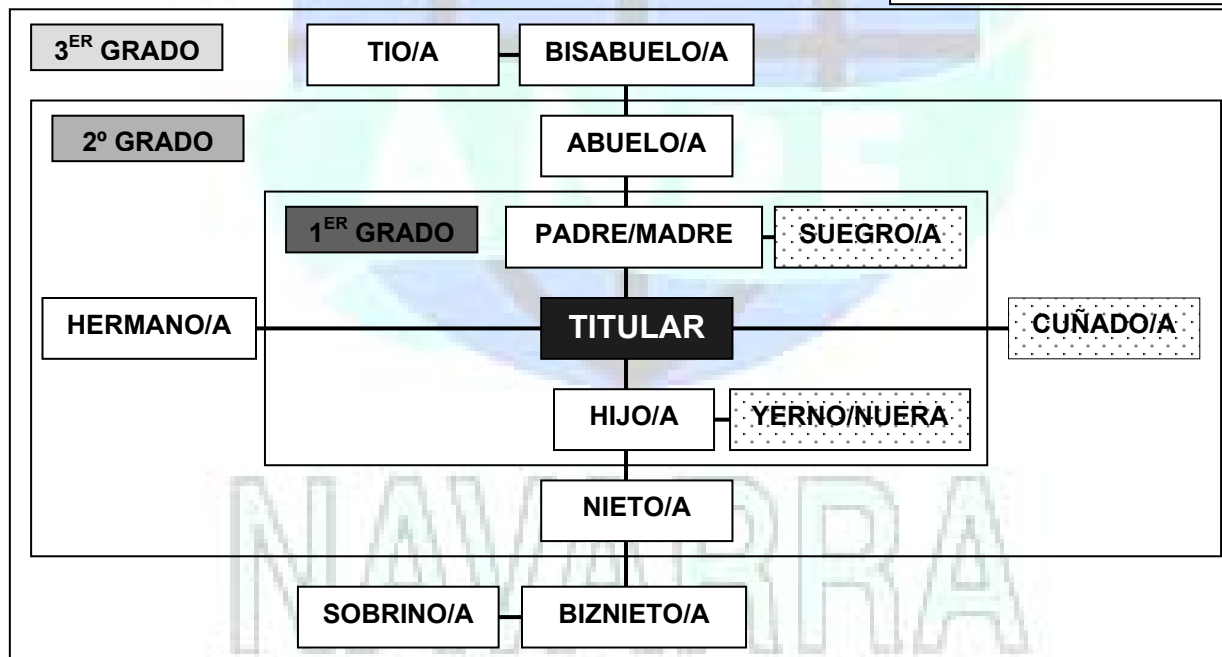 3ER GRADO
TIO/A
BISABUELO/A
2º GRADO
ABUELO/A
1ER GRADO
PADRE/MADRE
SUEGRO/A
HERMANO/A
TITULAR
CUÑADO/A
HIJO/A
YERNO/NUERA
NIETO/A
NAVARRA
SOBRINO/A
BIZNIETO/A